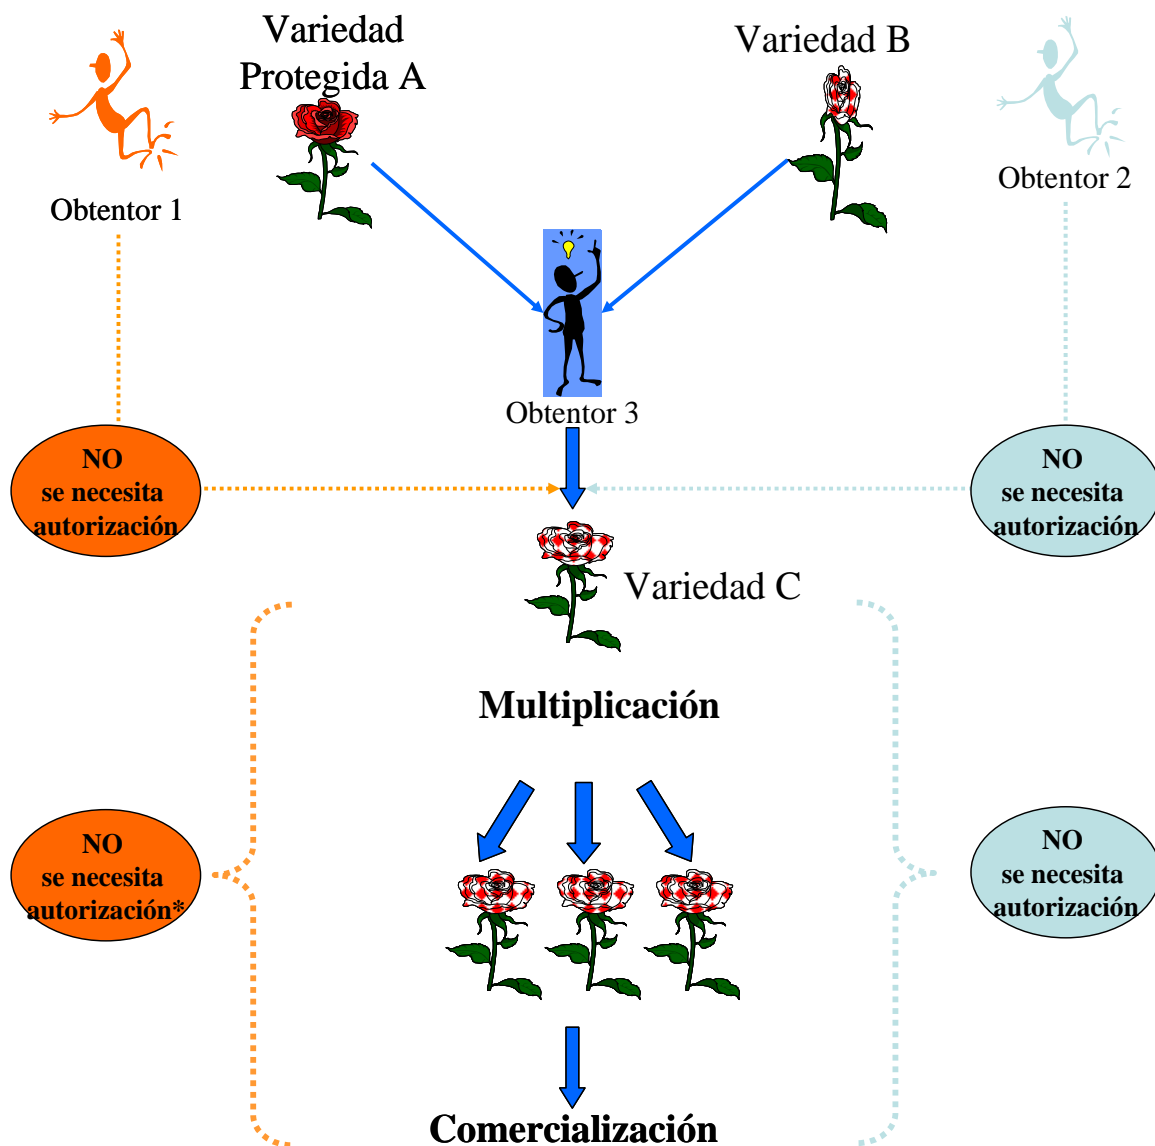 Variedad
Protegida A
Variedad B
Obtentor 1
Obtentor 2
Obtentor 3
NO
se necesita
autorización
NO
se necesita
autorización
Variedad C
Multiplicación
NO
se necesita
autorización*
NO
se necesita
autorización
Comercialización